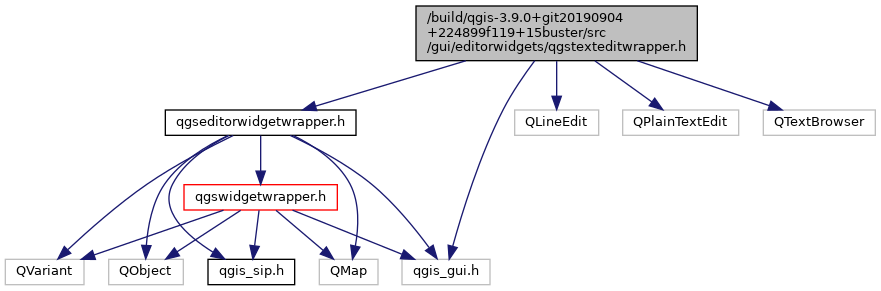 /build/qgis-3.9.0+git20190904
+224899f119+15buster/src
/gui/editorwidgets/qgstexteditwrapper.h
qgseditorwidgetwrapper.h
QLineEdit
QPlainTextEdit
QTextBrowser
qgswidgetwrapper.h
QVariant
QObject
qgis_sip.h
QMap
qgis_gui.h